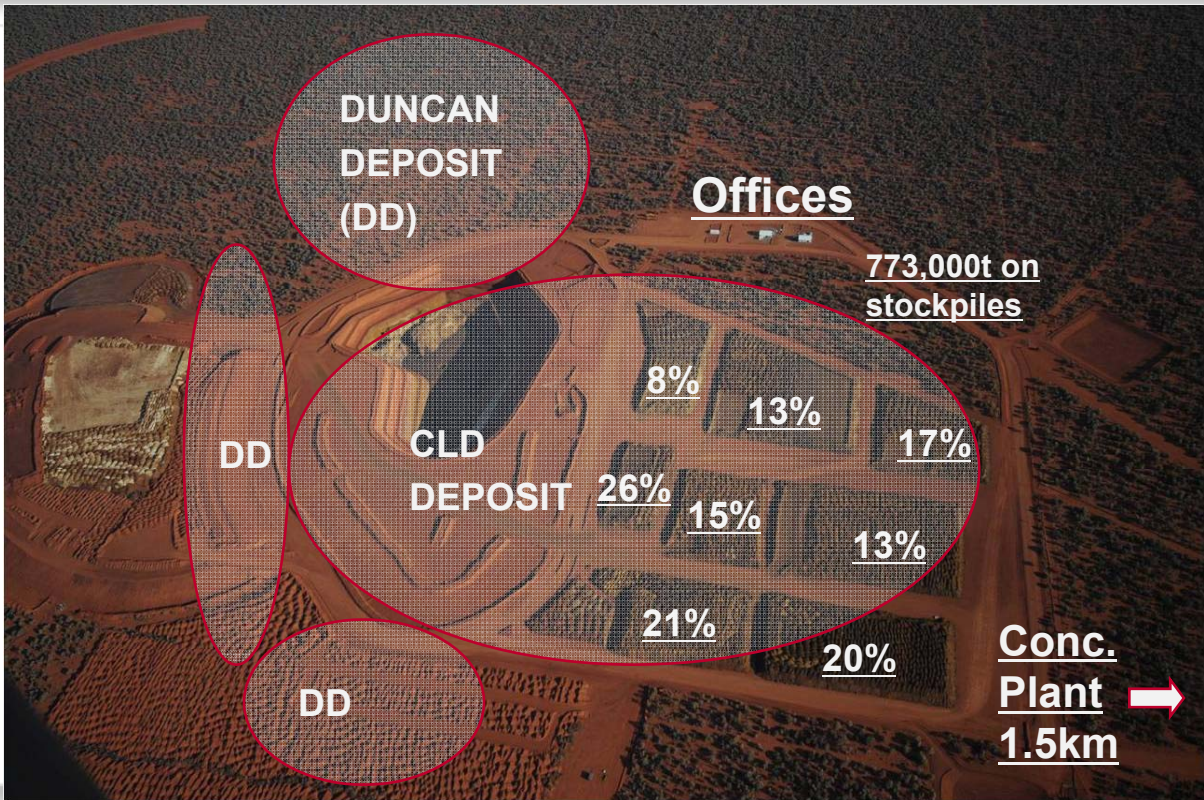 DUNCAN
DEPOSIT
(DD)
Offices
773,000t on
stockpiles
8%
13%
17%
DD
CLD
DEPOSIT
26%
15%
13%
21%
20%
DD
Conc.
Plant
1.5km